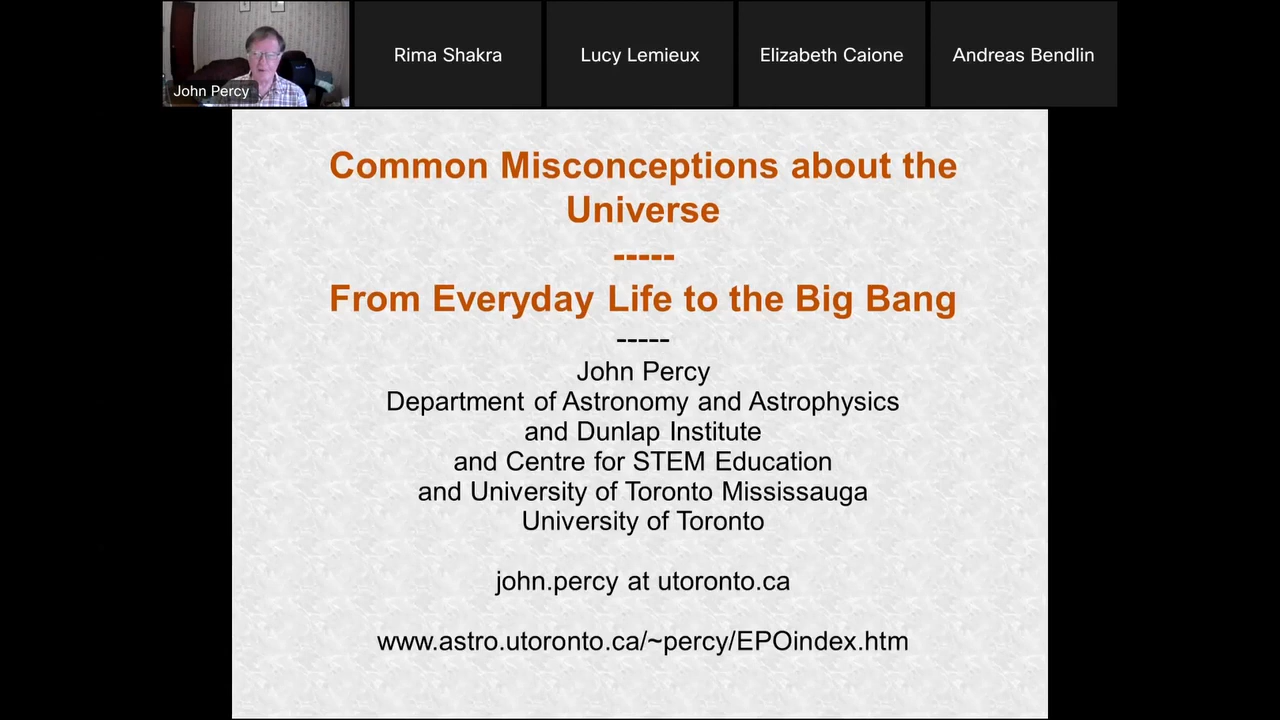 Rima Shakra
Lucy Lemieux
Elizabeth Caione
Andreas Bendlin
John Percy
Common Misconceptions about the
Universe
-----
From Everyday Life to the Big Bang
-----
John Percy
Department of Astronomy and Astrophysics
and Dunlap Institute
and Centre for STEM Education
and University of Toronto Mississauga
University of Toronto
john.percy at utoronto.ca
www.astro.utoronto.ca/~percy/EPOindex.htm